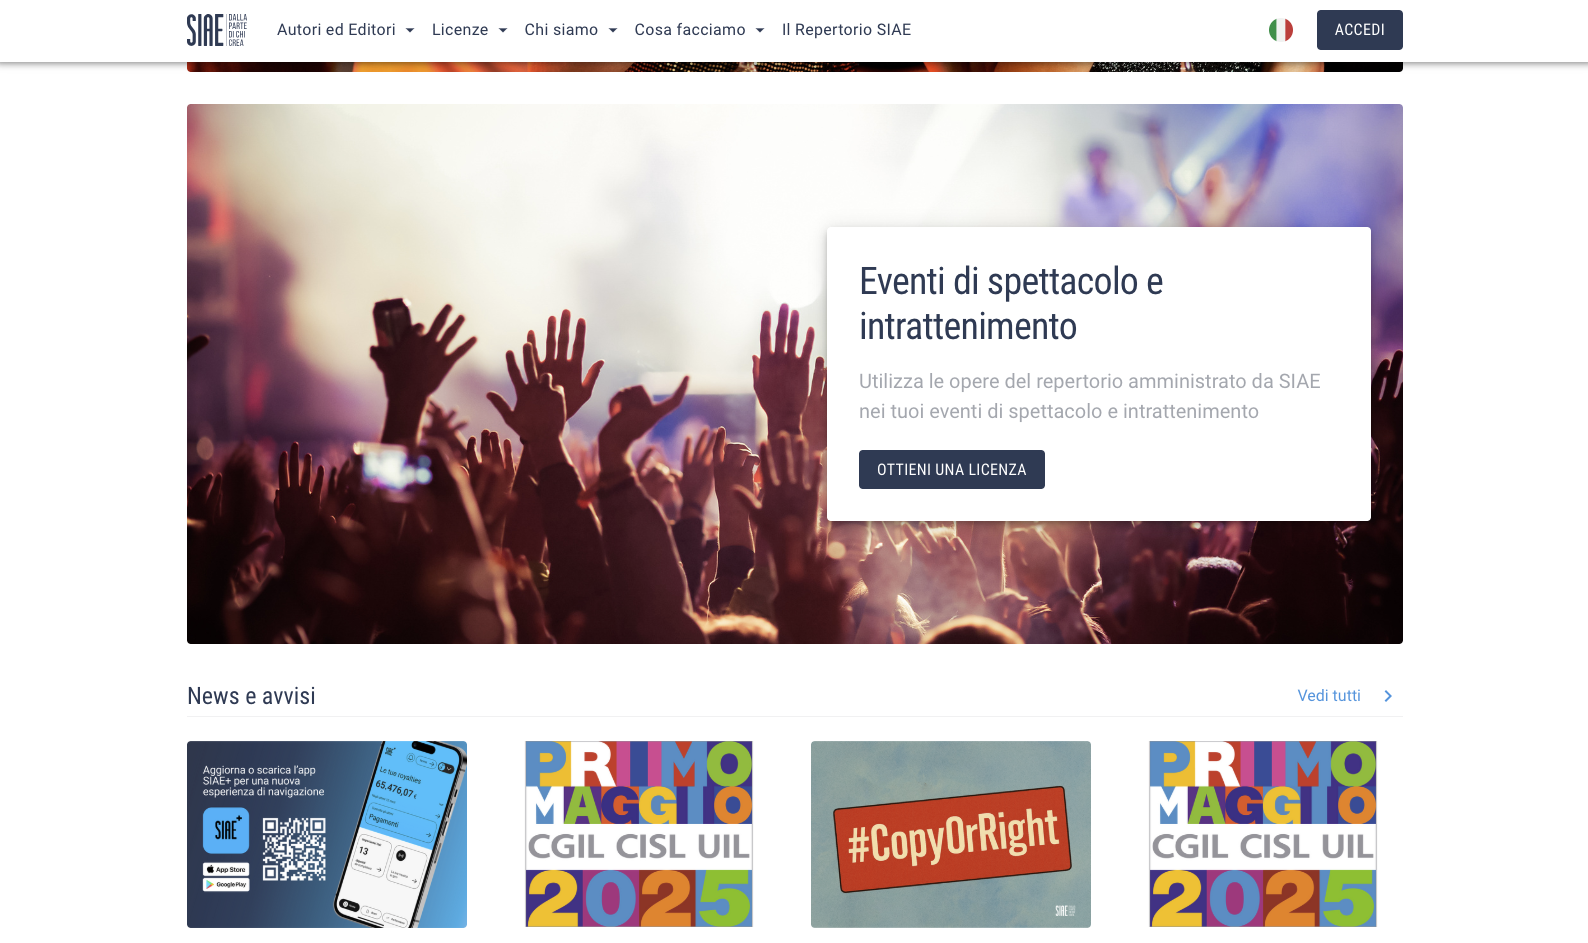 SIAE DALLA PARTE DI CHI CREA
Autori ed Editori
Licenze
Chi siamo
Cosa facciamo
Il Repertorio SIAE
ACCEDI
Eventi di spettacolo e
intrattenimento
Utilizza le opere del repertorio amministrato da SIAE
nei tuoi eventi di spettacolo e intrattenimento
OTTIENI UNA LICENZA
News e avvisi
Vedi tutti
Aggiorna o scarica l'app
SIAE+ per una nuova
esperienza di navigazione
SIAE+
App Store
Google Play
SIAE+
Le tue royalties
65.476,07 €
Pagamenti
13
PRIMO
MAGGIO
CGIL CISL UIL
2025
#CopyOrRight
SIAE
PRIMO
MAGGIO
CGIL CISL UIL
2025